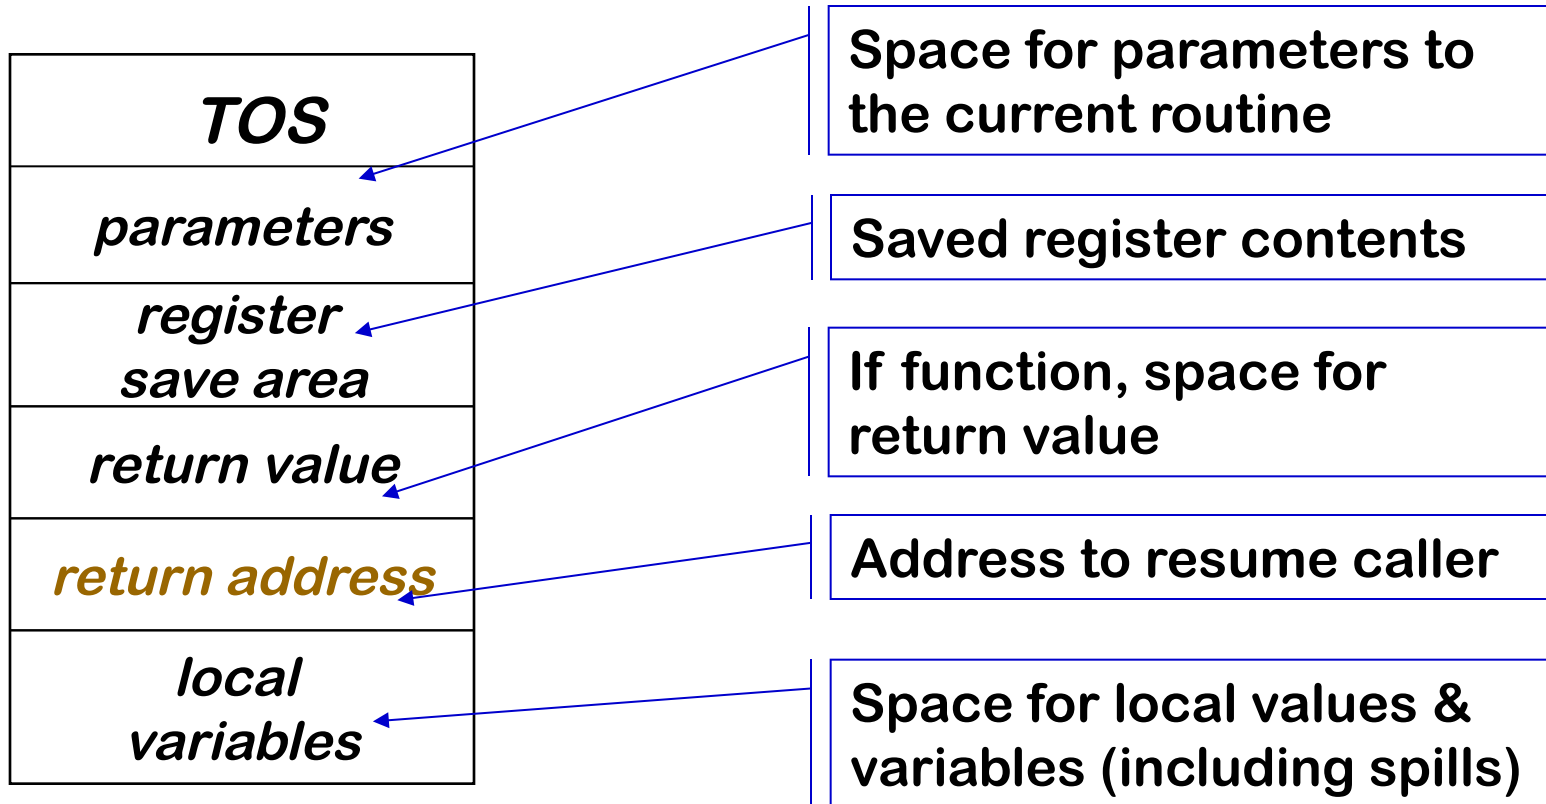 TOS
parameters
register
save area
return value
return address
local
variables
Space for parameters to
the current routine
Saved register contents
If function, space for
return value
Address to resume caller
Space for local values &
variables (including spills)